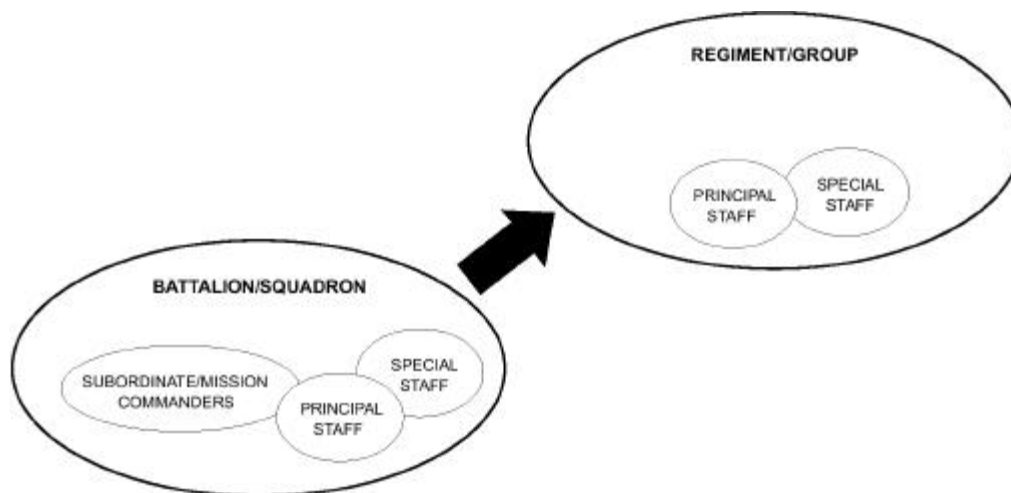 REGIMENT/GROUP
PRINCIPAL
STAFF
SPECIAL
STAFF
BATTALION/SQUADRON
SUBORDINATE/MISSION
COMMANDERS
PRINCIPAL
STAFF
SPECIAL
STAFF